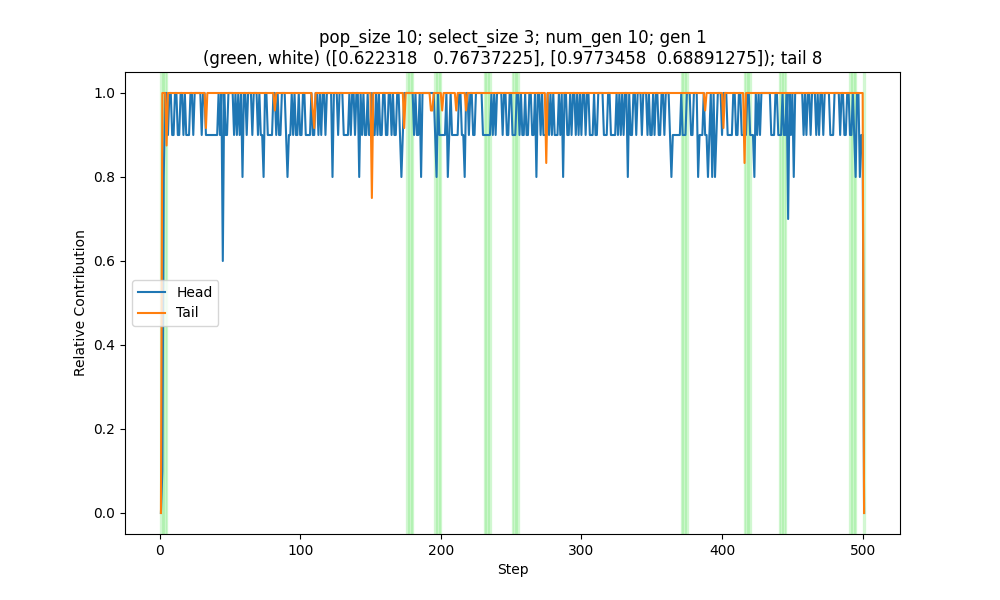 pop_size 10; select_size 3; num_gen 10; gen 1
(green, white) ([0.622318   0.76737225], [0.9773458  0.68891275]); tail 8
1.0
0.8
0.6
0.4
0.2
0.0
Relative Contribution
Head
Tail
0
100
200
300
400
500
Step